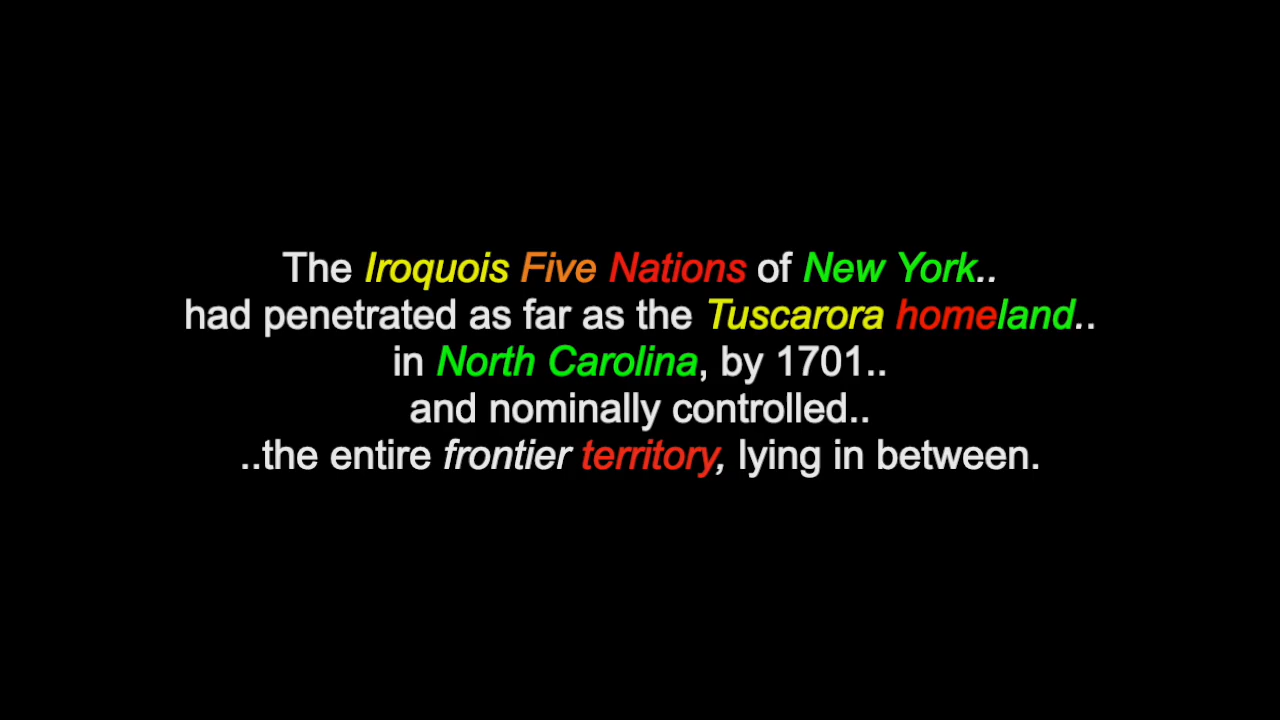 The Iroquois Five Nations of New York..
had penetrated as far as the Tuscarora homeland..
in North Carolina, by 1701..
and nominally controlled..
..the entire frontier territory, lying in between.